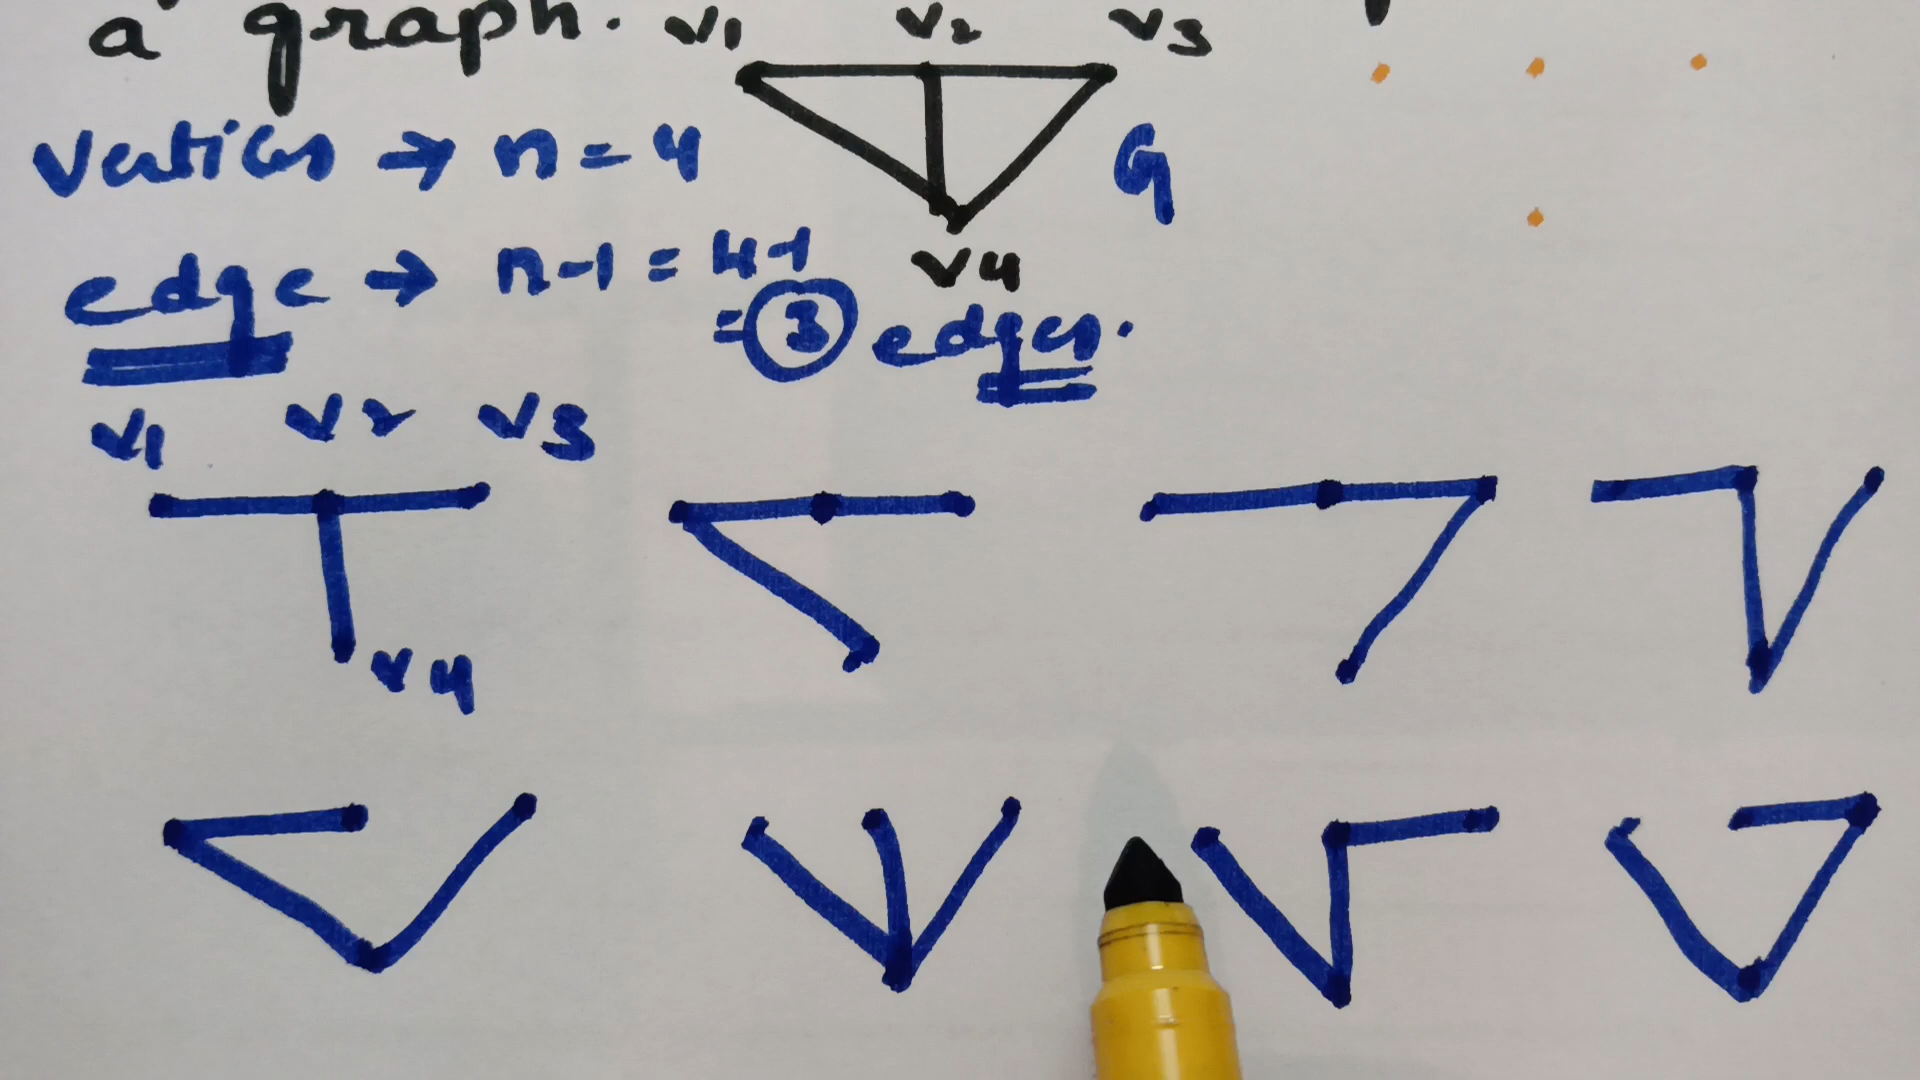 a graph.
v1 v2 v3
Vertices → n = 4
G
v4
edge → n-1 = 4-1
= 3 edges.
v1 v2 v3
v4